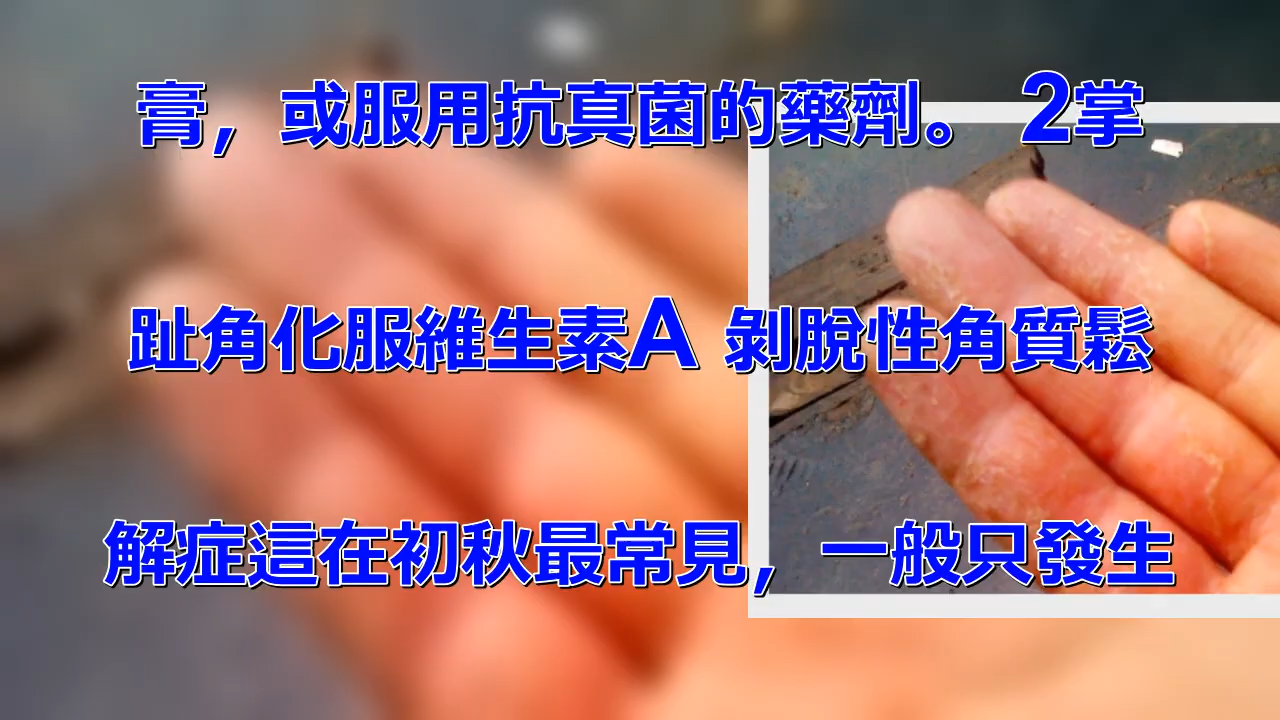 膏，或服用抗真菌的藥劑。 2掌
趾角化服維生素A 剝脫性角質鬆
解症這在初秋最常見，一般只發生